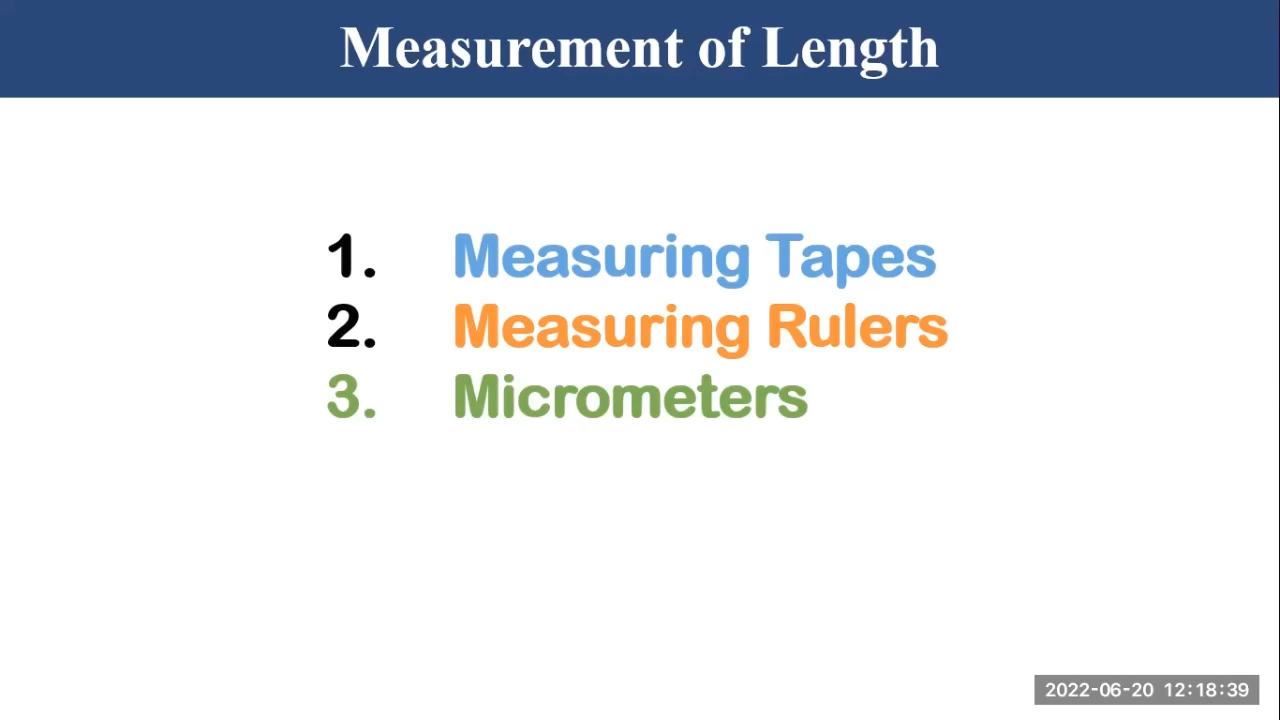 Measurement of Length
1. Measuring Tapes
2. Measuring Rulers
3. Micrometers
2022-06-20 12:18:39